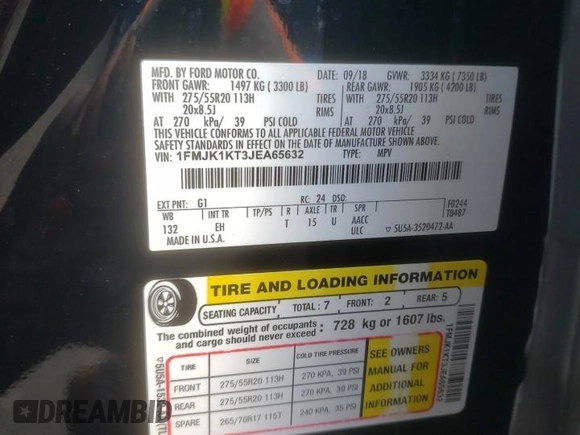 MFD. BY FORD MOTOR CO.
DATE: 09/18 GVWR: 3334 KG ( 7350 LB)
FRONT GAWR: 1497 KG ( 3300 LB) REAR GAWR: 1905 KG ( 4200 LB)
WITH 275/55R20 113H TIRES WITH 275/55R20 113H TIRES
20x8.5J RIMS 20x8.5J RIMS
AT 270 kPa/ 39 PSI COLD AT 270 kPa/ 39 PSI COLD
THIS VEHICLE CONFORMS TO ALL APPLICABLE FEDERAL MOTOR VEHICLE
SAFETY STANDARDS IN EFFECT ON THE DATE OF MANUFACTURE SHOWN ABOVE.
VIN: 1FMJK1KT3JEA65632 TYPE: MPV
EXT PNT: G1 RC: 24 DSO: F0244
WB INT TR TP/PS R AXLE TR SPR T0487
132 EH T 15 U AACC
ULC
MADE IN U.S.A. 5U5A-3520472-AA
TIRE AND LOADING INFORMATION
SEATING CAPACITY TOTAL: 7 FRONT: 2 REAR: 5
The combined weight of occupants and cargo should never exceed: 728 kg or 1607 lbs.
TIRE SIZE COLD TIRE PRESSURE
FRONT 275/55R20 113H 270 KPA, 39 PSI
REAR 275/55R20 113H 270 KPA, 39 PSI
SPARE 265/70R17 115T 240 KPA, 35 PSI
SEE OWNERS
MANUAL FOR
ADDITIONAL
INFORMATION
1FMJK1KT3JEA65632
DREAMBID